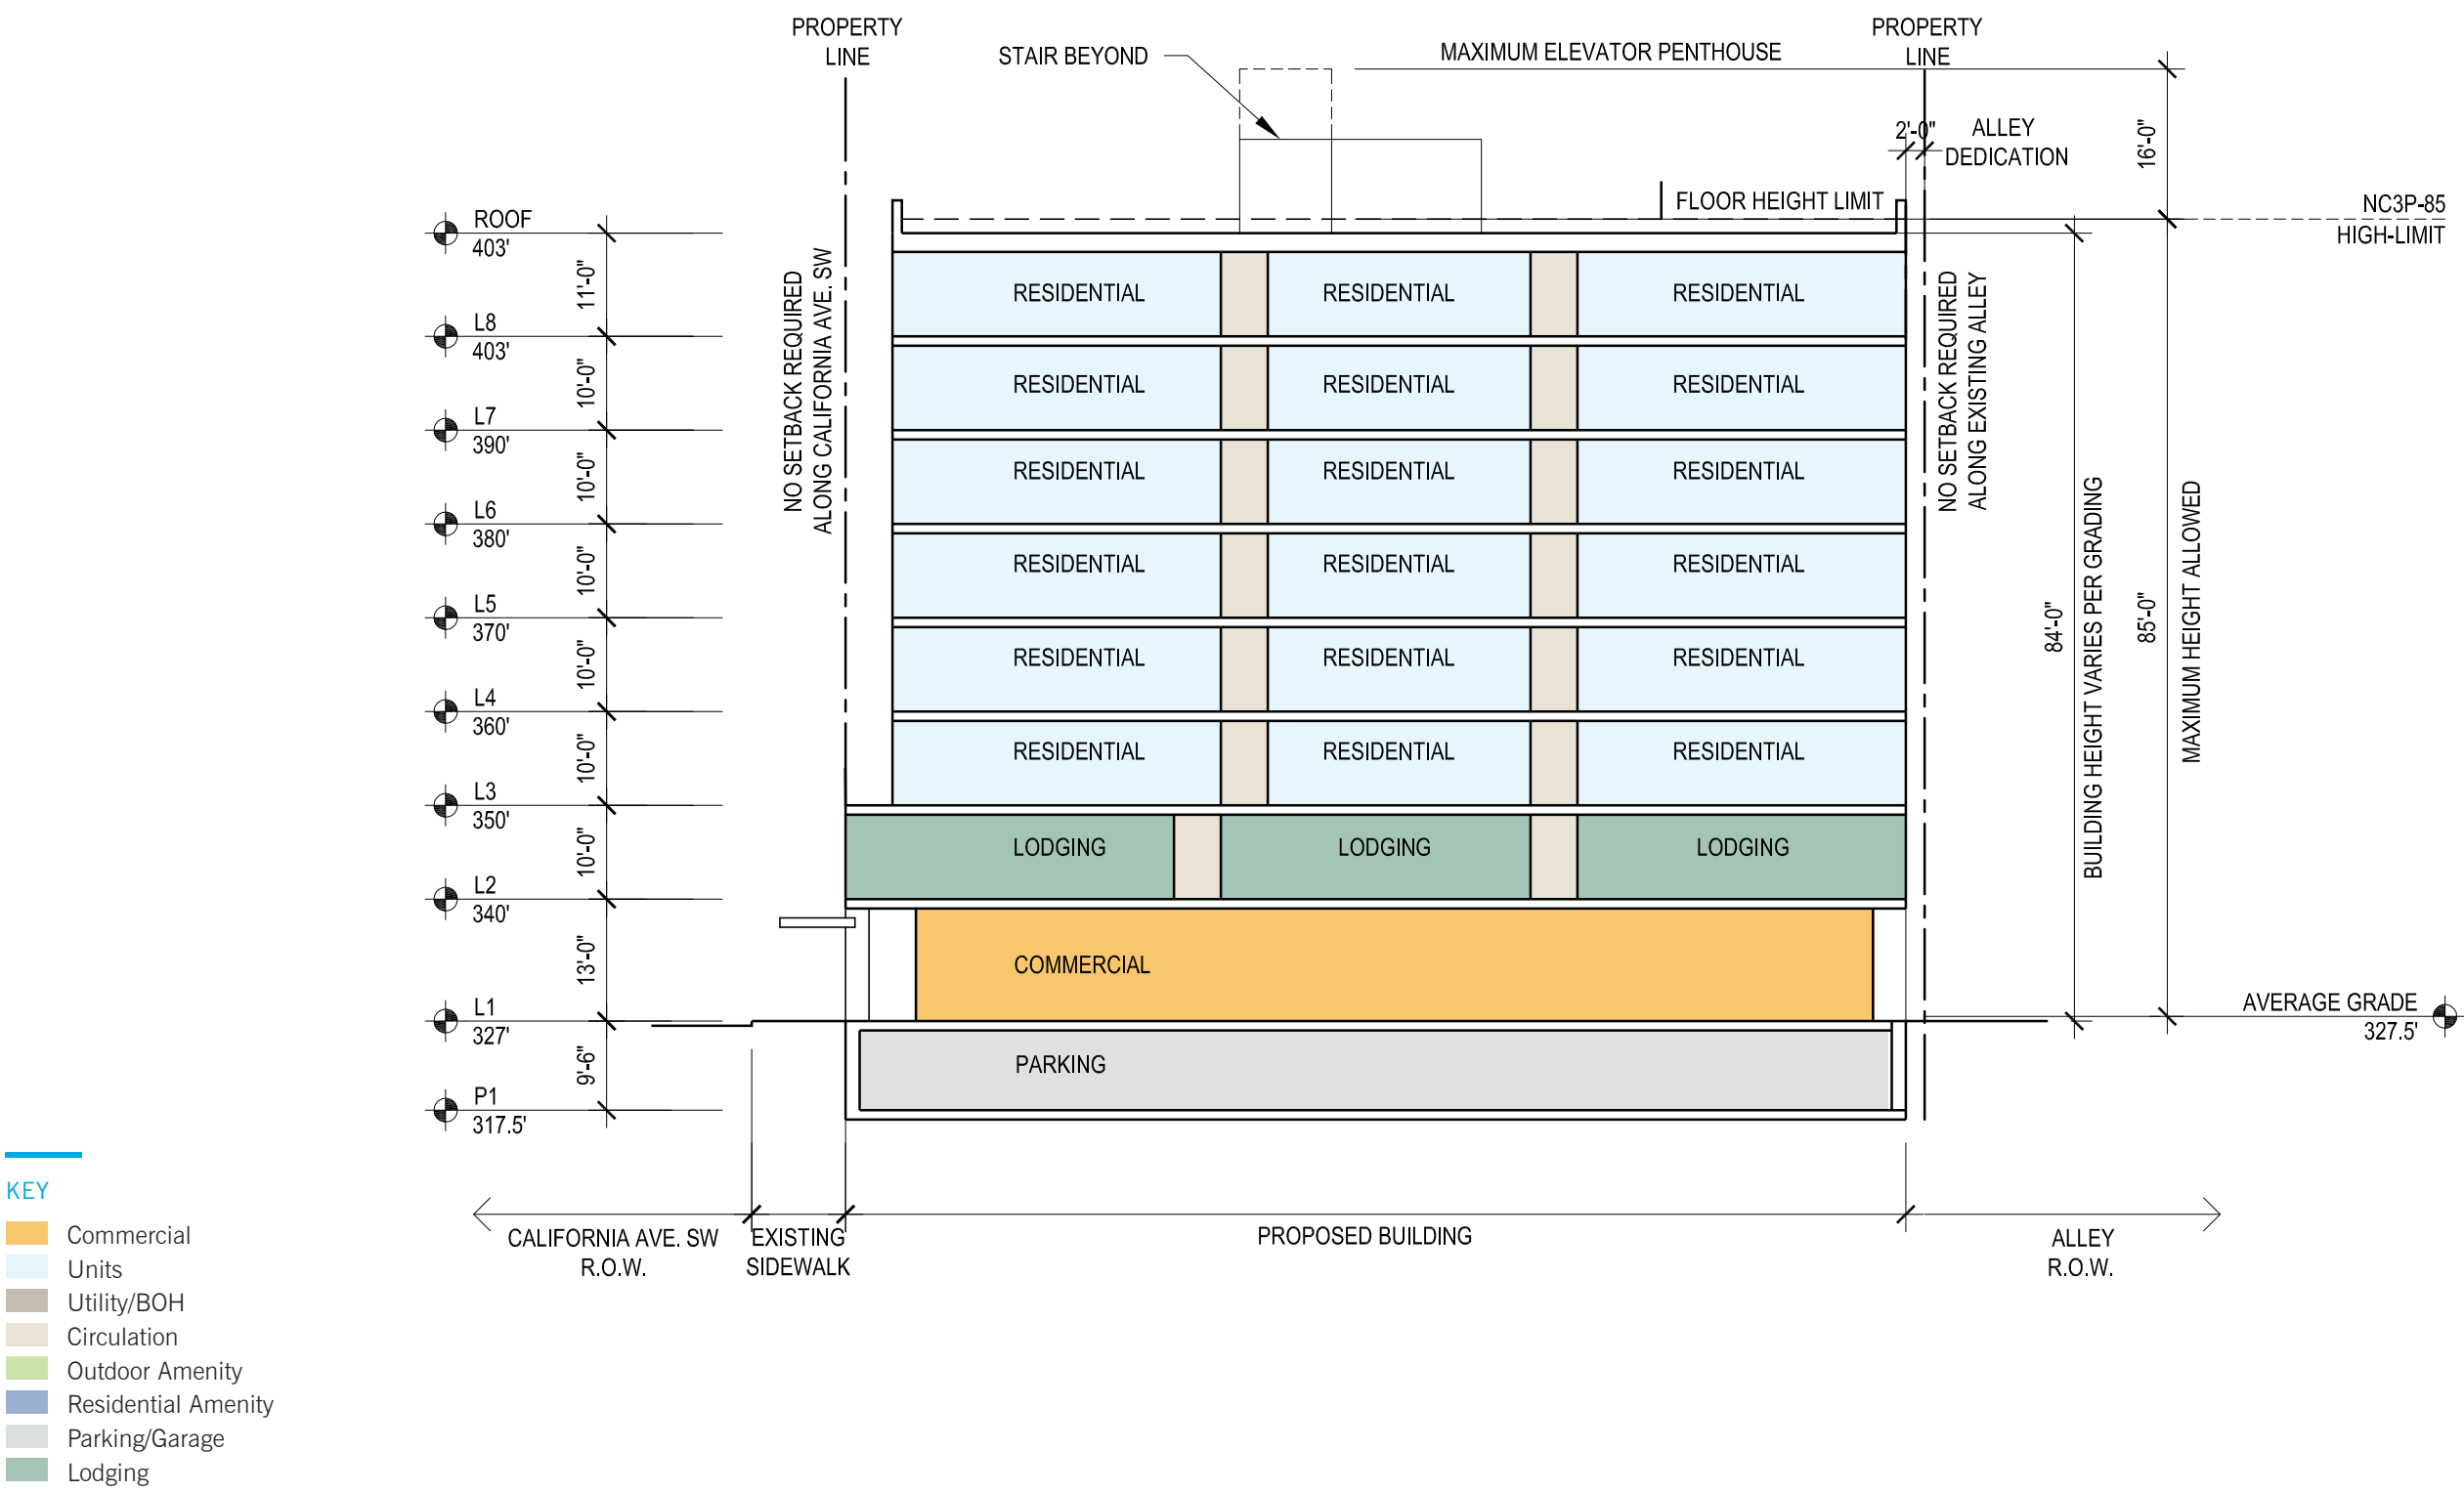 PROPERTY
LINE
STAIR BEYOND
MAXIMUM ELEVATOR PENTHOUSE
PROPERTY
LINE
2'-0"
ALLEY
DEDICATION
16'-0"
FLOOR HEIGHT LIMIT
NC3P-85
HIGH-LIMIT
ROOF
403'
11'-0"
L8
403'
10'-0"
L7
390'
10'-0"
L6
380'
10'-0"
L5
370'
10'-0"
L4
360'
10'-0"
L3
350'
10'-0"
L2
340'
13'-0"
L1
327'
9'-6"
P1
317.5'
NO SETBACK REQUIRED
ALONG CALIFORNIA AVE. SW
RESIDENTIAL RESIDENTIAL RESIDENTIAL
RESIDENTIAL RESIDENTIAL RESIDENTIAL
RESIDENTIAL RESIDENTIAL RESIDENTIAL
RESIDENTIAL RESIDENTIAL RESIDENTIAL
RESIDENTIAL RESIDENTIAL RESIDENTIAL
RESIDENTIAL RESIDENTIAL RESIDENTIAL
LODGING LODGING LODGING
COMMERCIAL
PARKING
NO SETBACK REQUIRED
ALONG EXISTING ALLEY
84'-0"
BUILDING HEIGHT VARIES PER GRADING
85'-0"
MAXIMUM HEIGHT ALLOWED
AVERAGE GRADE
327.5'
CALIFORNIA AVE. SW
R.O.W.
EXISTING
SIDEWALK
PROPOSED BUILDING
ALLEY
R.O.W.
KEY
Commercial
Units
Utility/BOH
Circulation
Outdoor Amenity
Residential Amenity
Parking/Garage
Lodging